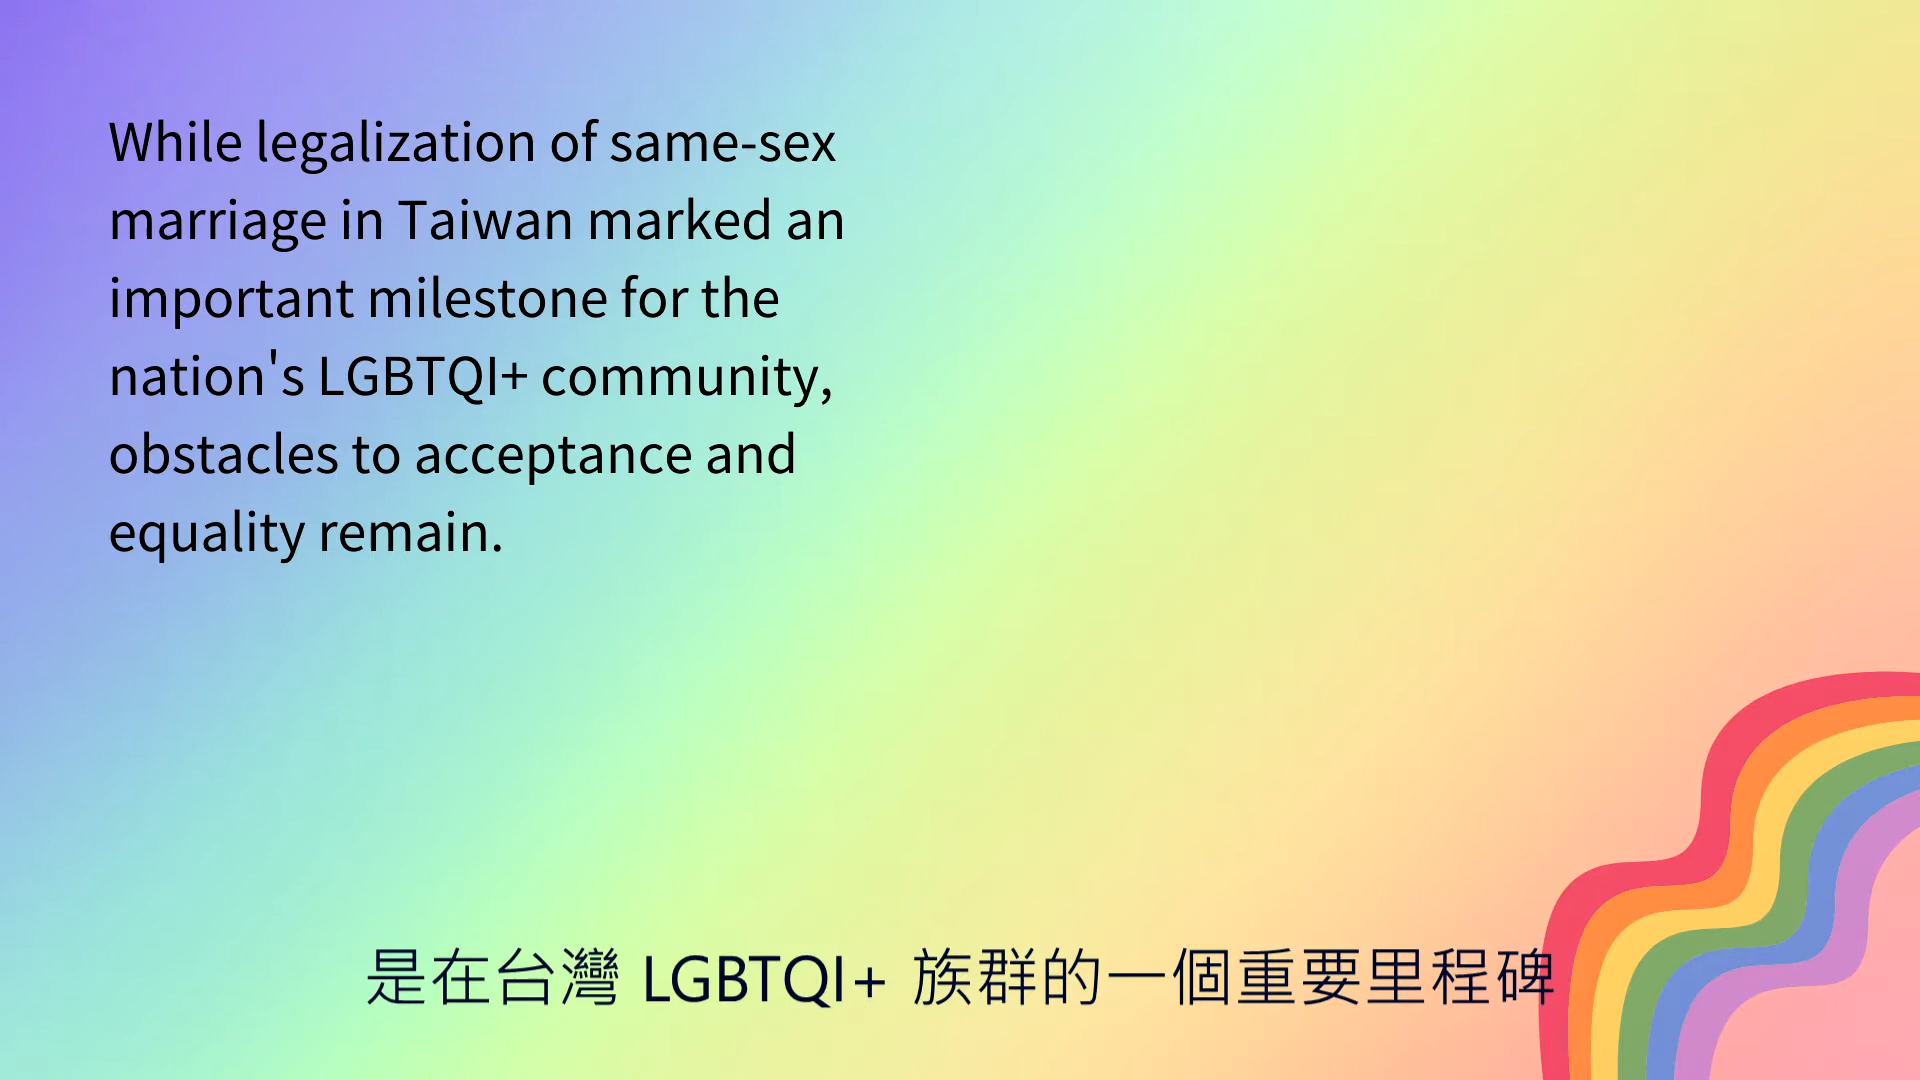 While legalization of same-sex
marriage in Taiwan marked an
important milestone for the
nation's LGBTQI+ community,
obstacles to acceptance and
equality remain.
是在台灣 LGBTQI+ 族群的一個重要里程碑